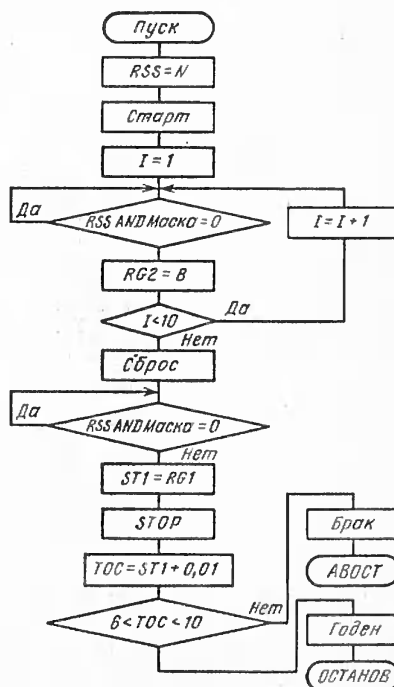 Пуск
RSS=N
Старт
I=1
Да
RSS AND Маска=0
I=I+1
RG2=B
I<10
Да
Нет
Сброс
Да
RSS AND Маска=0
Нет
ST1=RG1
STOP
Брак
TOC=ST1+0,01
АВОСТ
Нет
6<TOC<10
Годен
ОСТАНОВ